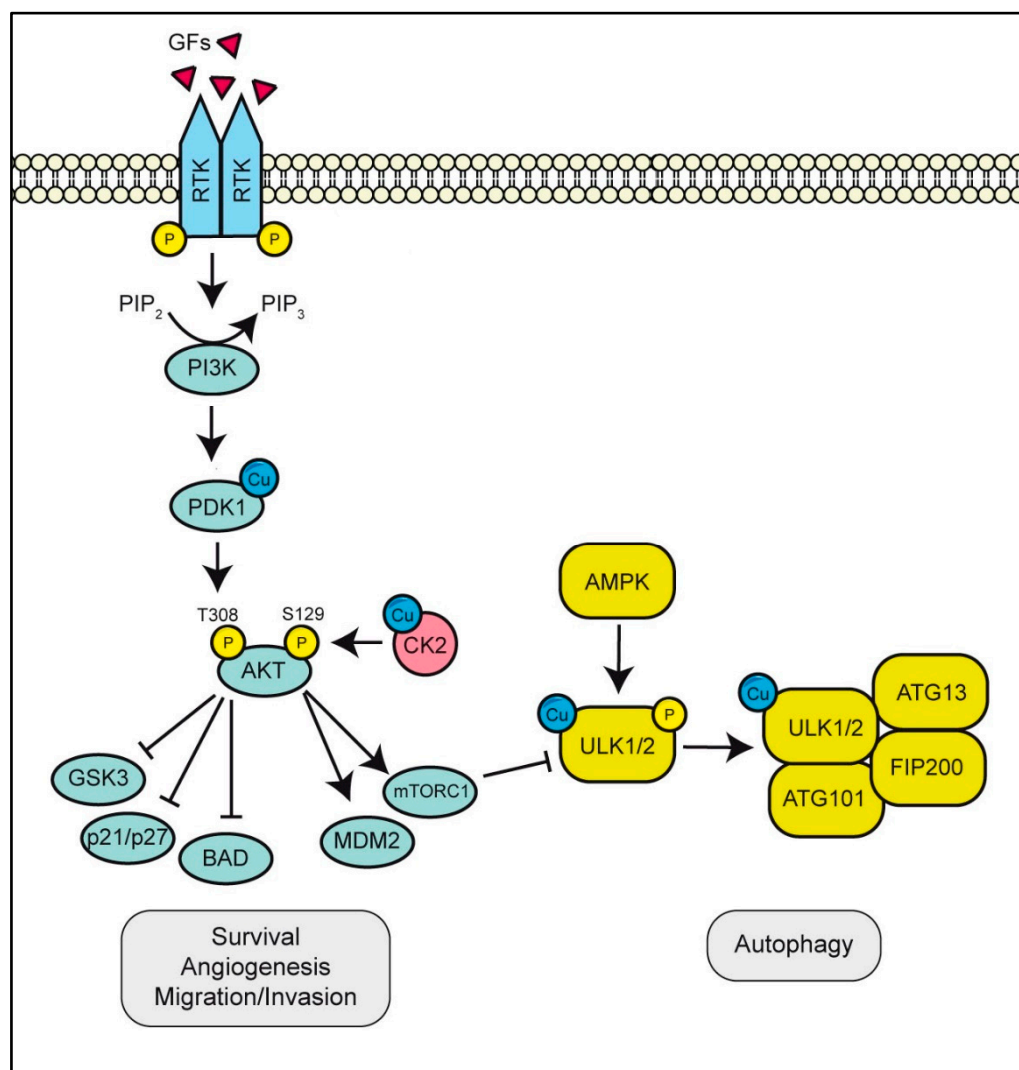 GFs
RTK
RTK
P
P
PIP2
PIP3
PI3K
Cu
PDK1
T308
S129
P
P
AKT
Cu
CK2
AMPK
GSK3
p21/p27
BAD
MDM2
mTORC1
Cu
P
ULK1/2
Cu
ULK1/2
ATG13
FIP200
ATG101
Survival
Angiogenesis
Migration/Invasion
Autophagy